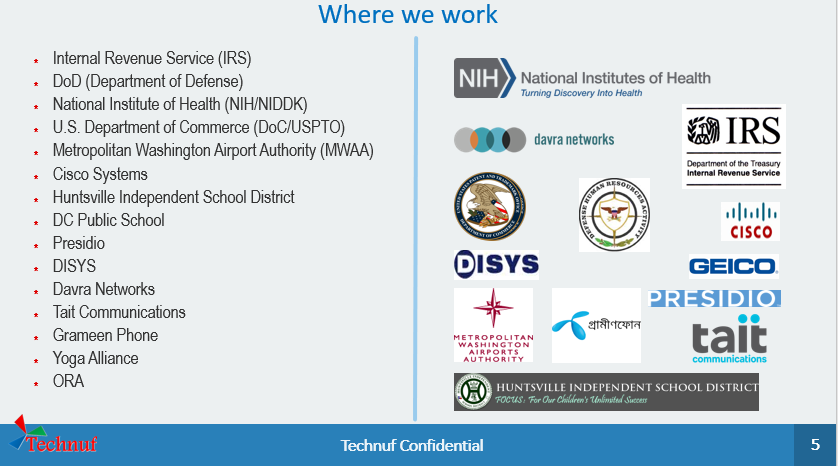 Where we work
Internal Revenue Service (IRS)
DoD (Department of Defense)
National Institute of Health (NIH/NIDDK)
U.S. Department of Commerce (DoC/USPTO)
Metropolitan Washington Airport Authority (MWAA)
Cisco Systems
Huntsville Independent School District
DC Public School
Presidio
DISYS
Davra Networks
Tait Communications
Grameen Phone
Yoga Alliance
ORA
NIH National Institutes of Health
Turning Discovery Into Health
davra networks
IRS
Department of the Treasury
Internal Revenue Service
UNITED STATES PATENT AND TRADEMARK OFFICE
DEPARTMENT OF COMMERCE
DEFENSE HUMAN RESOURCES ACTIVITY
CISCO
DISYS
GEICO
METROPOLITAN
WASHINGTON
AIRPORTS
AUTHORITY
গ্রামীণফোন
PRESIDIO
tait
communications
H
HUNTSVILLE INDEPENDENT SCHOOL DISTRICT
FOCUS: For Our Children's Unlimited Success
Technuf
Technuf Confidential
5